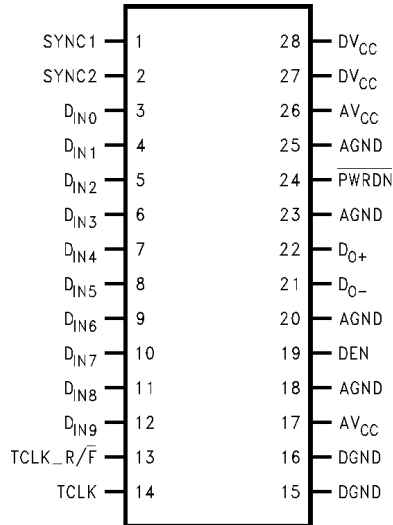 SYNC1 1 28 DVCC
SYNC2 2 27 DVCC
DIN0 3 26 AVCC
DIN1 4 25 AGND
DIN2 5 24 P̅W̅R̅D̅N̅
DIN3 6 23 AGND
DIN4 7 22 DO+
DIN5 8 21 DO−
DIN6 9 20 AGND
DIN7 10 19 DEN
DIN8 11 18 AGND
DIN9 12 17 AVCC
TCLK_R/F̅ 13 16 DGND
TCLK 14 15 DGND